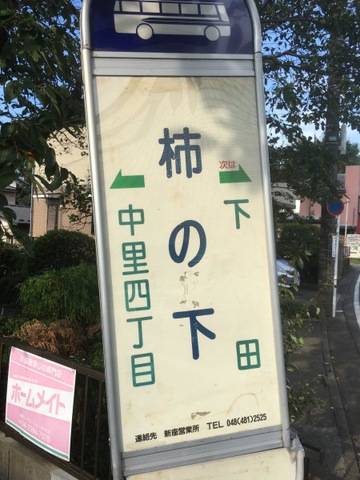 柿の下
次は
下田
中里四丁目
連絡先 新座営業所 TEL 048(481)2525
ホームメイト